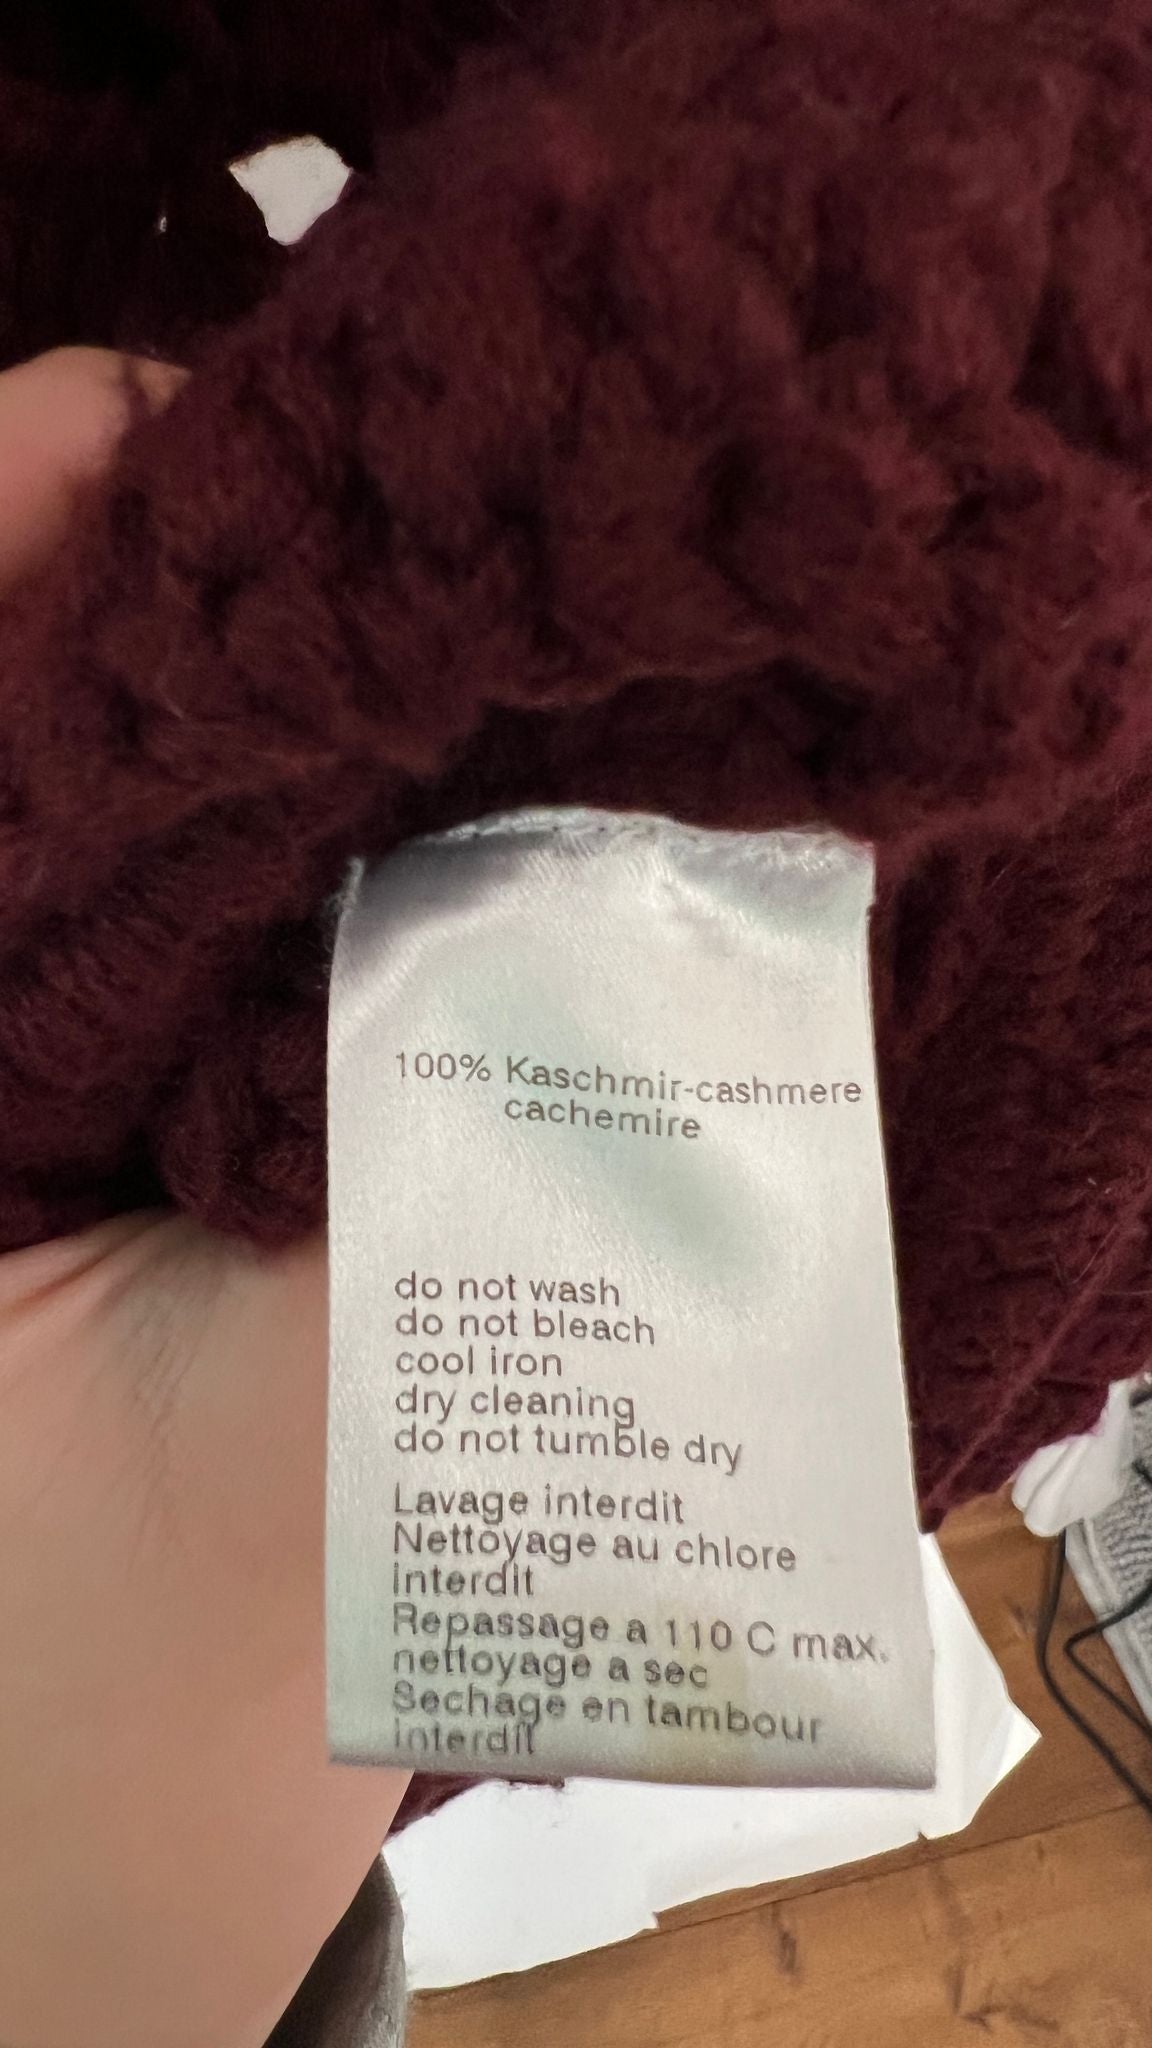 100% Kaschmir-cashmere
cachemire
do not wash
do not bleach
cool iron
dry cleaning
do not tumble dry
Lavage interdit
Nettoyage au chlore
interdit
Repassage a 110 C max.
nettoyage a sec
Sechage en tambour
interdit